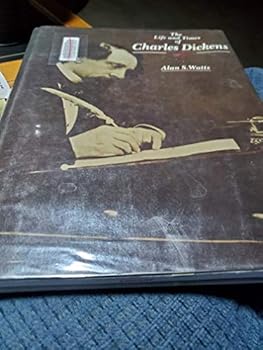 The
Life and Times
of
Charles Dickens
Alan S. Watts